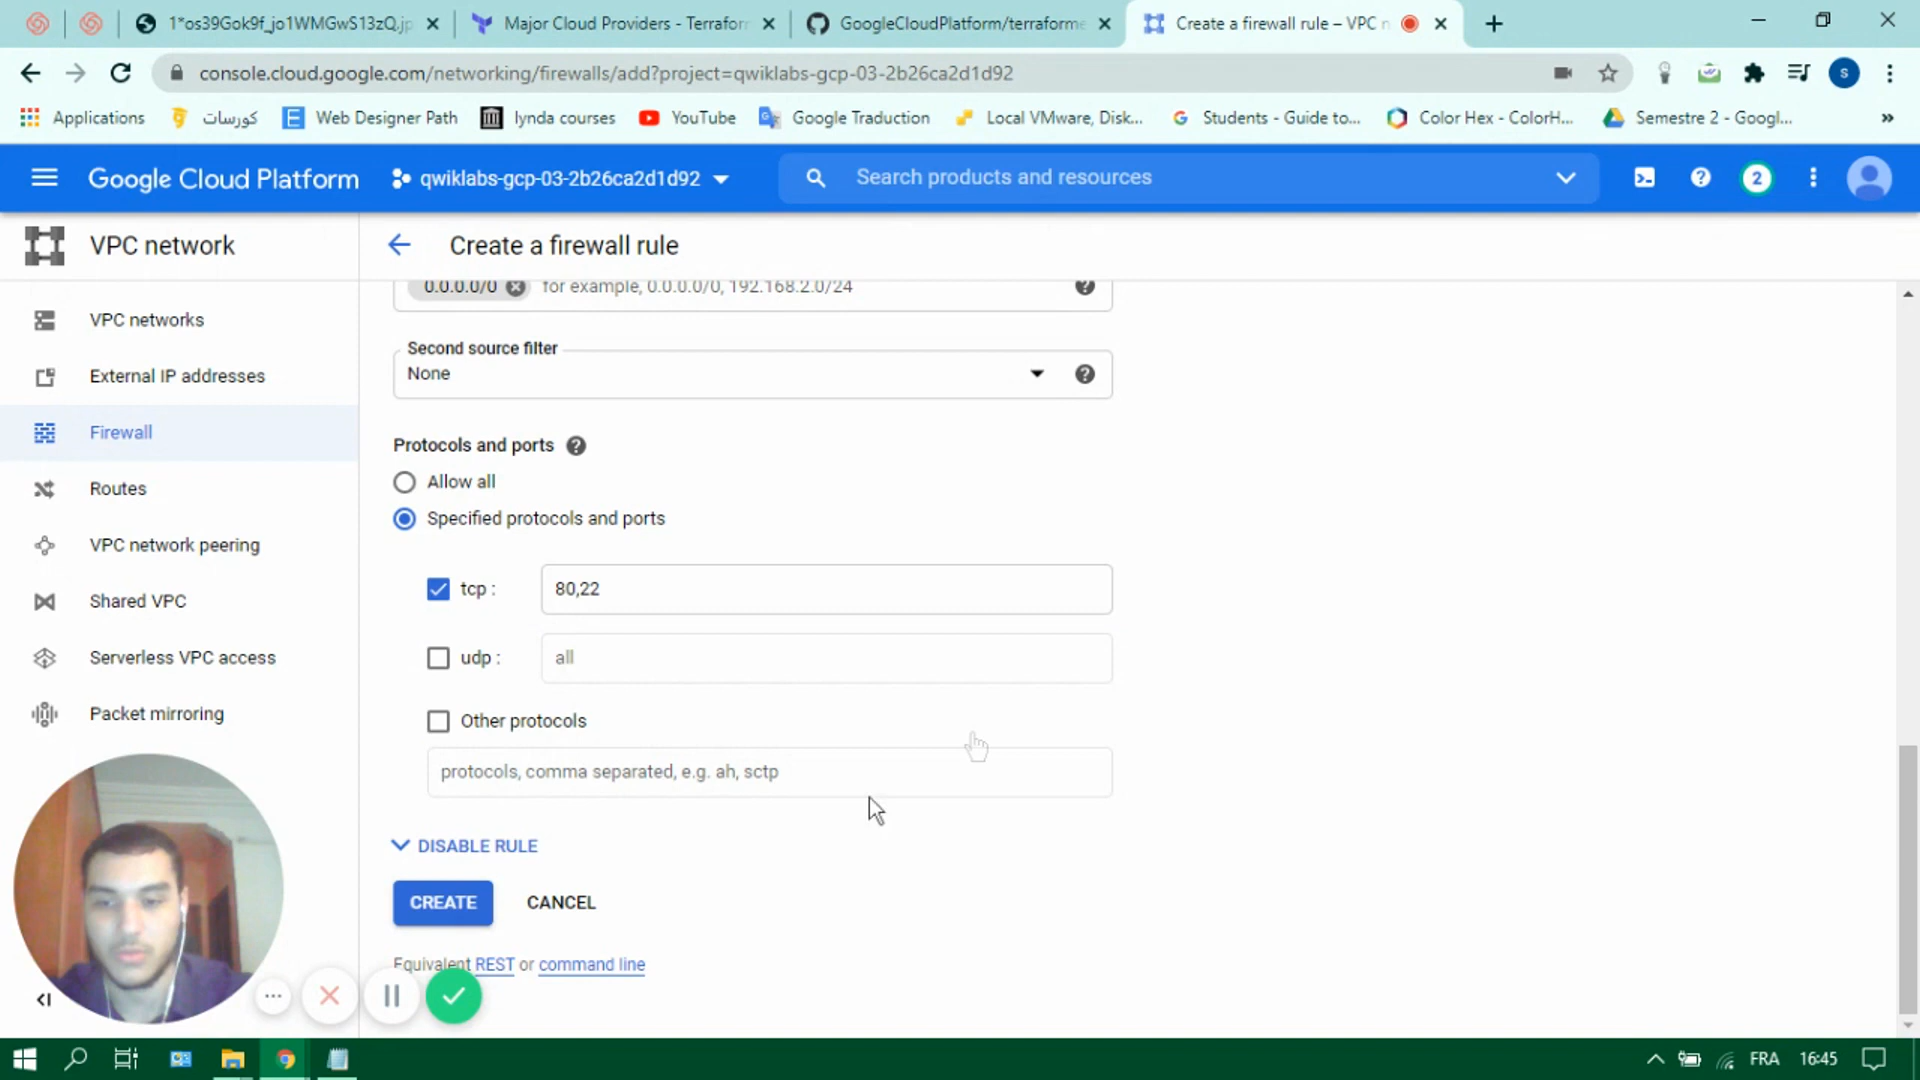 1*os39Gok9f_jo1WMGwS13zQ.jp
Major Cloud Providers - Terrafor
GoogleCloudPlatform/terraforme
Create a firewall rule – VPC n
console.cloud.google.com/networking/firewalls/add?project=qwiklabs-gcp-03-2b26ca2d1d92
S
Applications
كورسات
Web Designer Path
lynda courses
YouTube
Google Traduction
Local VMware, Disk...
Students - Guide to...
Color Hex - ColorH...
Semestre 2 - Googl...
»
Google Cloud Platform
qwiklabs-gcp-03-2b26ca2d1d92
Search products and resources
2
VPC network
Create a firewall rule
0.0.0.0/0
for example, 0.0.0.0/0, 192.168.2.0/24
VPC networks
External IP addresses
Firewall
Routes
VPC network peering
Shared VPC
Serverless VPC access
Packet mirroring
Second source filter
None
Protocols and ports
Allow all
Specified protocols and ports
tcp :
80,22
udp :
all
Other protocols
protocols, comma separated, e.g. ah, sctp
DISABLE RULE
CREATE
CANCEL
Equivalent REST or command line
FRA
16:45